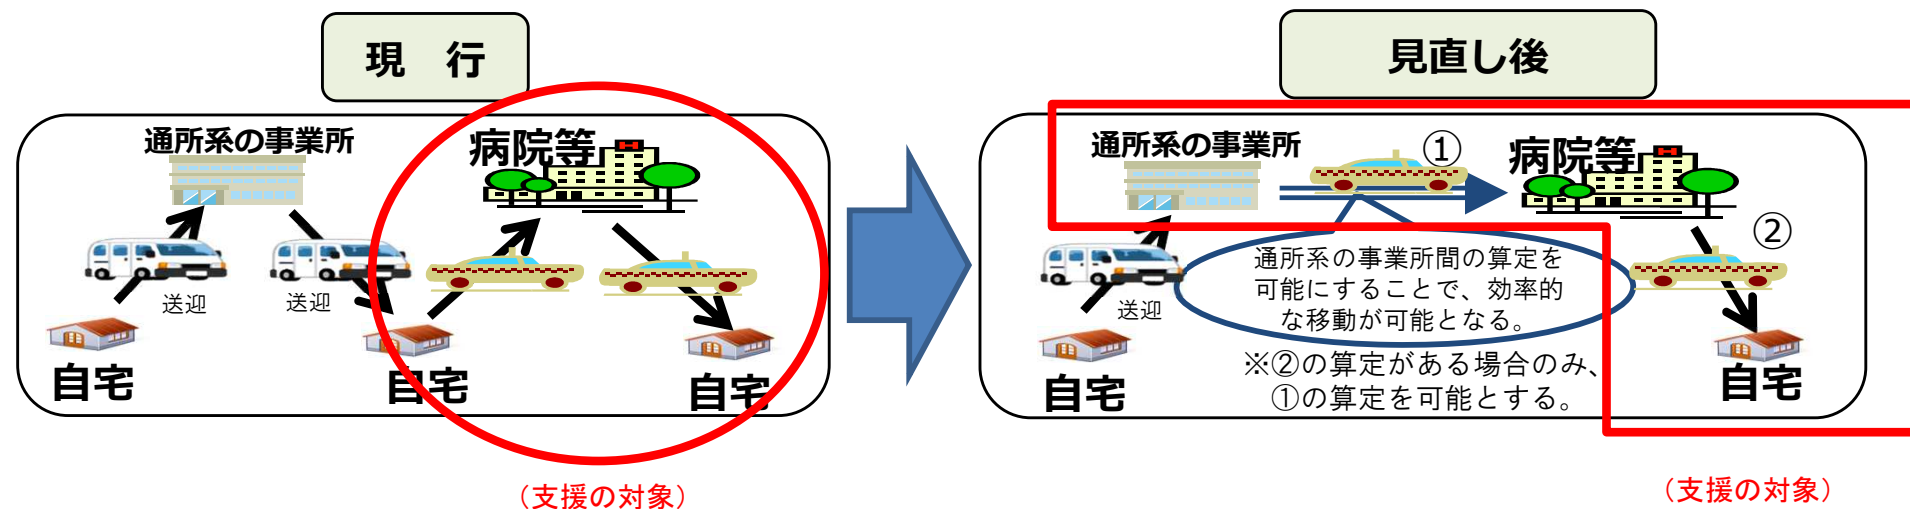 現　行
通所系の事業所
病院等
送迎
送迎
自宅
自宅
自宅
（支援の対象）
見直し後
通所系の事業所
①
病院等
②
通所系の事業所間の算定を
可能にすることで、効率的
な移動が可能となる。
送迎
※②の算定がある場合のみ、
①の算定を可能とする。
自宅
自宅
（支援の対象）